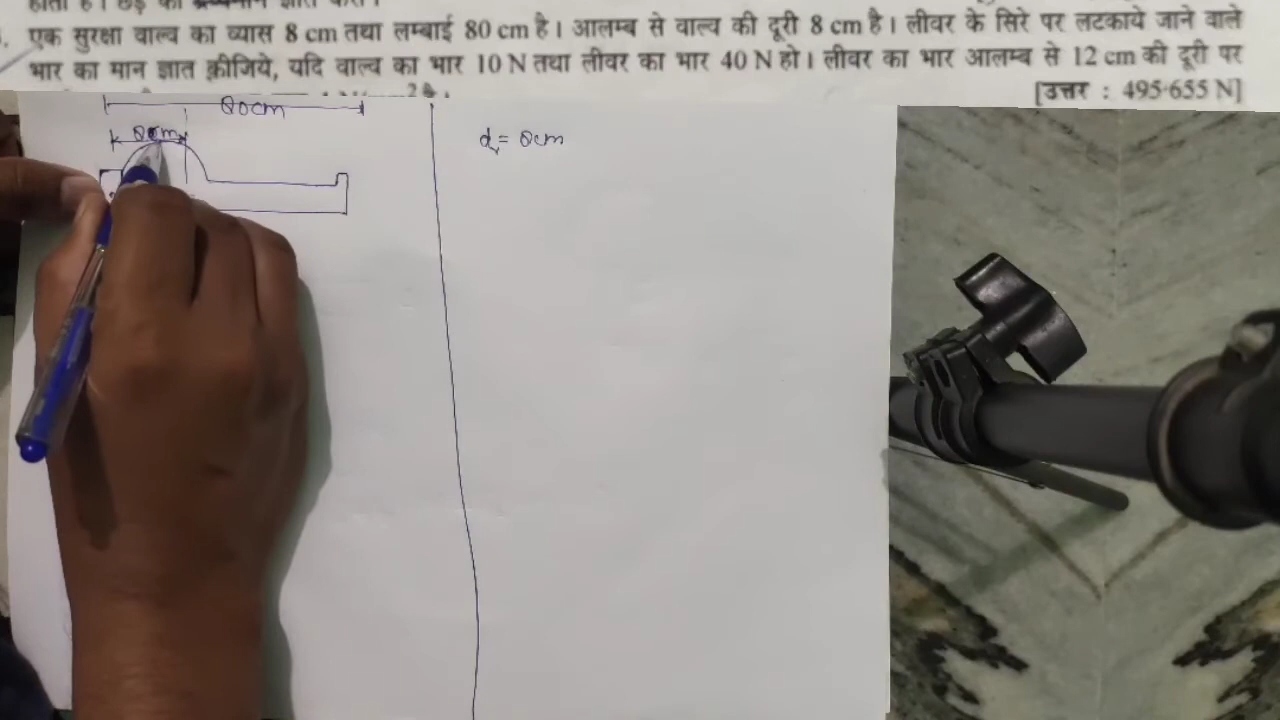 एक सुरक्षा वाल्व का व्यास 8 cm तथा लम्बाई 80 cm है। आलम्ब से वाल्व की दूरी 8 cm है। लीवर के सिरे पर लटकाये जाने वाले
भार का मान ज्ञात कीजिये, यदि वाल्व का भार 10 N तथा लीवर का भार 40 N हो। लीवर का भार आलम्ब से 12 cm की दूरी पर
[उत्तर : 495·655 N]
80cm
d = 8cm